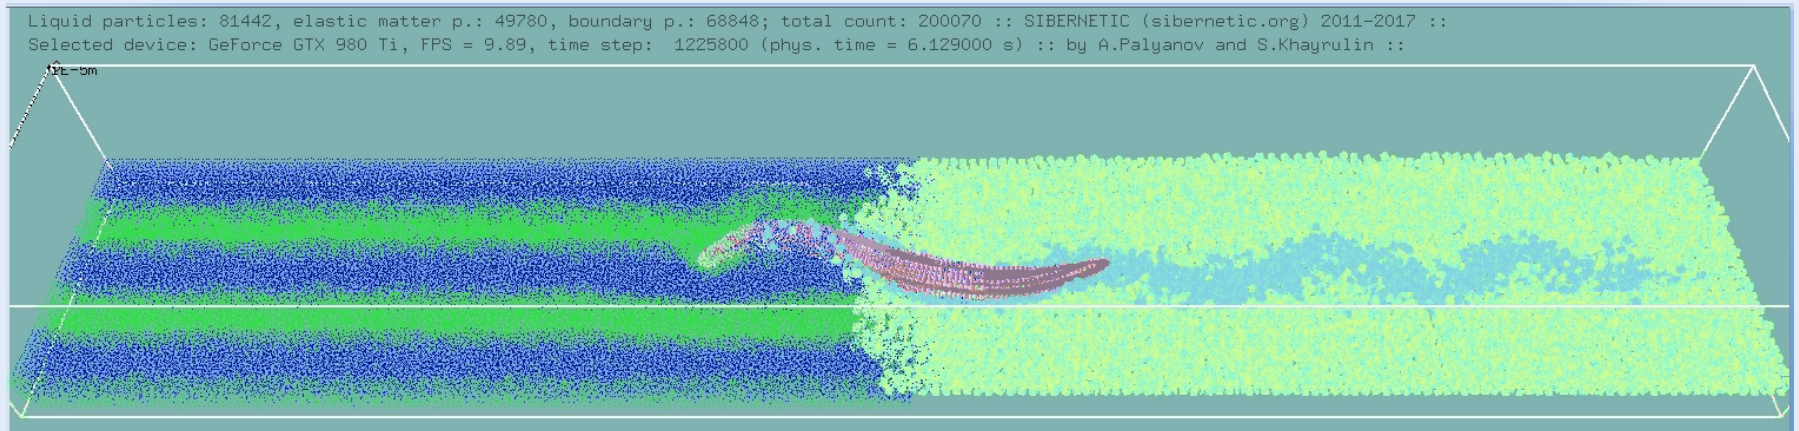 Liquid particles: 81442, elastic matter p.: 49780, boundary p.: 68848; total count: 200070 :: SIBERNETIC (sibernetic.org) 2011-2017 ::
Selected device: GeForce GTX 980 Ti, FPS = 9.89, time step:  1225800 (phys. time = 6.129000 s) :: by A.Palyanov and S.Khayrulin ::